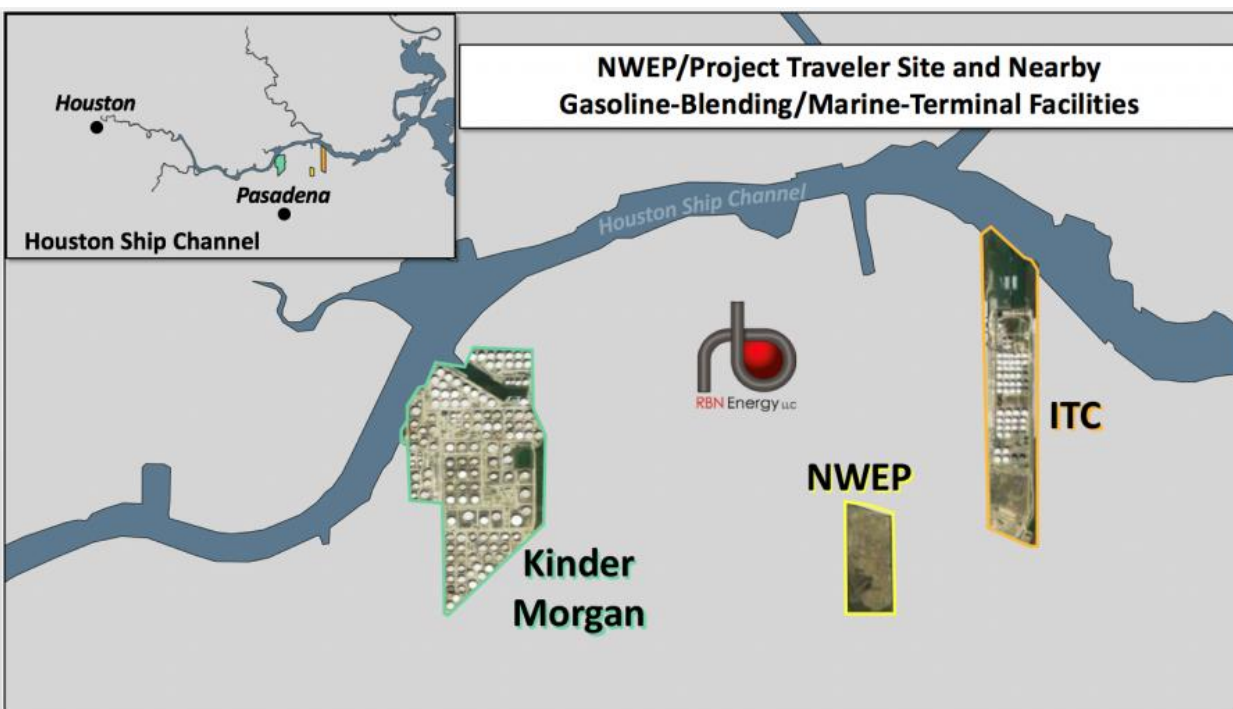 Houston
Pasadena
Houston Ship Channel
NWEP/Project Traveler Site and Nearby
Gasoline-Blending/Marine-Terminal Facilities
Houston Ship Channel
RBN Energy LLC
ITC
NWEP
Kinder
Morgan